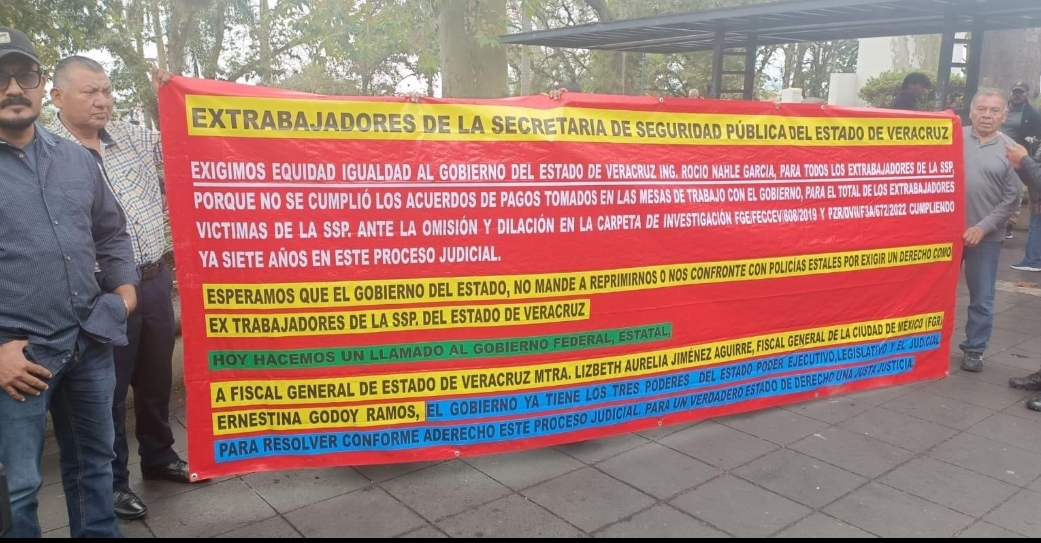 EXTRABAJADORES DE LA SECRETARIA DE SEGURIDAD PÚBLICA DEL ESTADO DE VERACRUZ
EXIGIMOS EQUIDAD IGUALDAD AL GOBIERNO DEL ESTADO DE VERACRUZ ING. ROCIO NAHLE GARCIA, PARA TODOS LOS EXTRABAJADORES DE LA SSP.
PORQUE NO SE CUMPLIÓ LOS ACUERDOS DE PAGOS TOMADOS EN LAS MESAS DE TRABAJO CON EL GOBIERNO, PARA EL TOTAL DE LOS EXTRABAJADORES
VICTIMAS DE LA SSP. ANTE LA OMISIÓN Y DILACIÓN EN LA CARPETA DE INVESTIGACIÓN FGE/FECCEV/808/2019 Y PZR/DVII/F3A/672/2022 CUMPLIENDO
YA SIETE AÑOS EN ESTE PROCESO JUDICIAL.
ESPERAMOS QUE EL GOBIERNO DEL ESTADO, NO MANDE A REPRIMIRNOS O NOS CONFRONTE CON POLICÍAS ESTALES POR EXIGIR UN DERECHO COMO
EX TRABAJADORES DE LA SSP. DEL ESTADO DE VERACRUZ
HOY HACEMOS UN LLAMADO AL GOBIERNO FEDERAL, ESTATAL,
A FISCAL GENERAL DE ESTADO DE VERACRUZ MTRA. LIZBETH AURELIA JIMÉNEZ AGUIRRE, FISCAL GENERAL DE LA CIUDAD DE MÉXICO (FGR)
ERNESTINA GODOY RAMOS, EL GOBIERNO YA TIENE LOS TRES PODERES DEL ESTADO PODER EJECUTIVO, LEGISLATIVO Y EL JUDICIAL
PARA RESOLVER CONFORME ADERECHO ESTE PROCESO JUDICIAL. PARA UN VERDADERO ESTADO DE DERECHO UNA JUSTA JUSTICIA.